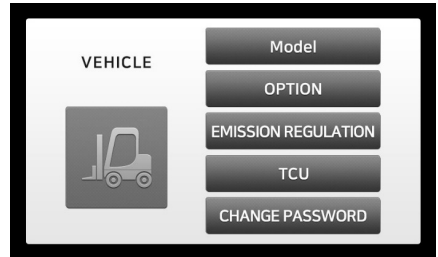 VEHICLE
Model
OPTION
EMISSION REGULATION
TCU
CHANGE PASSWORD